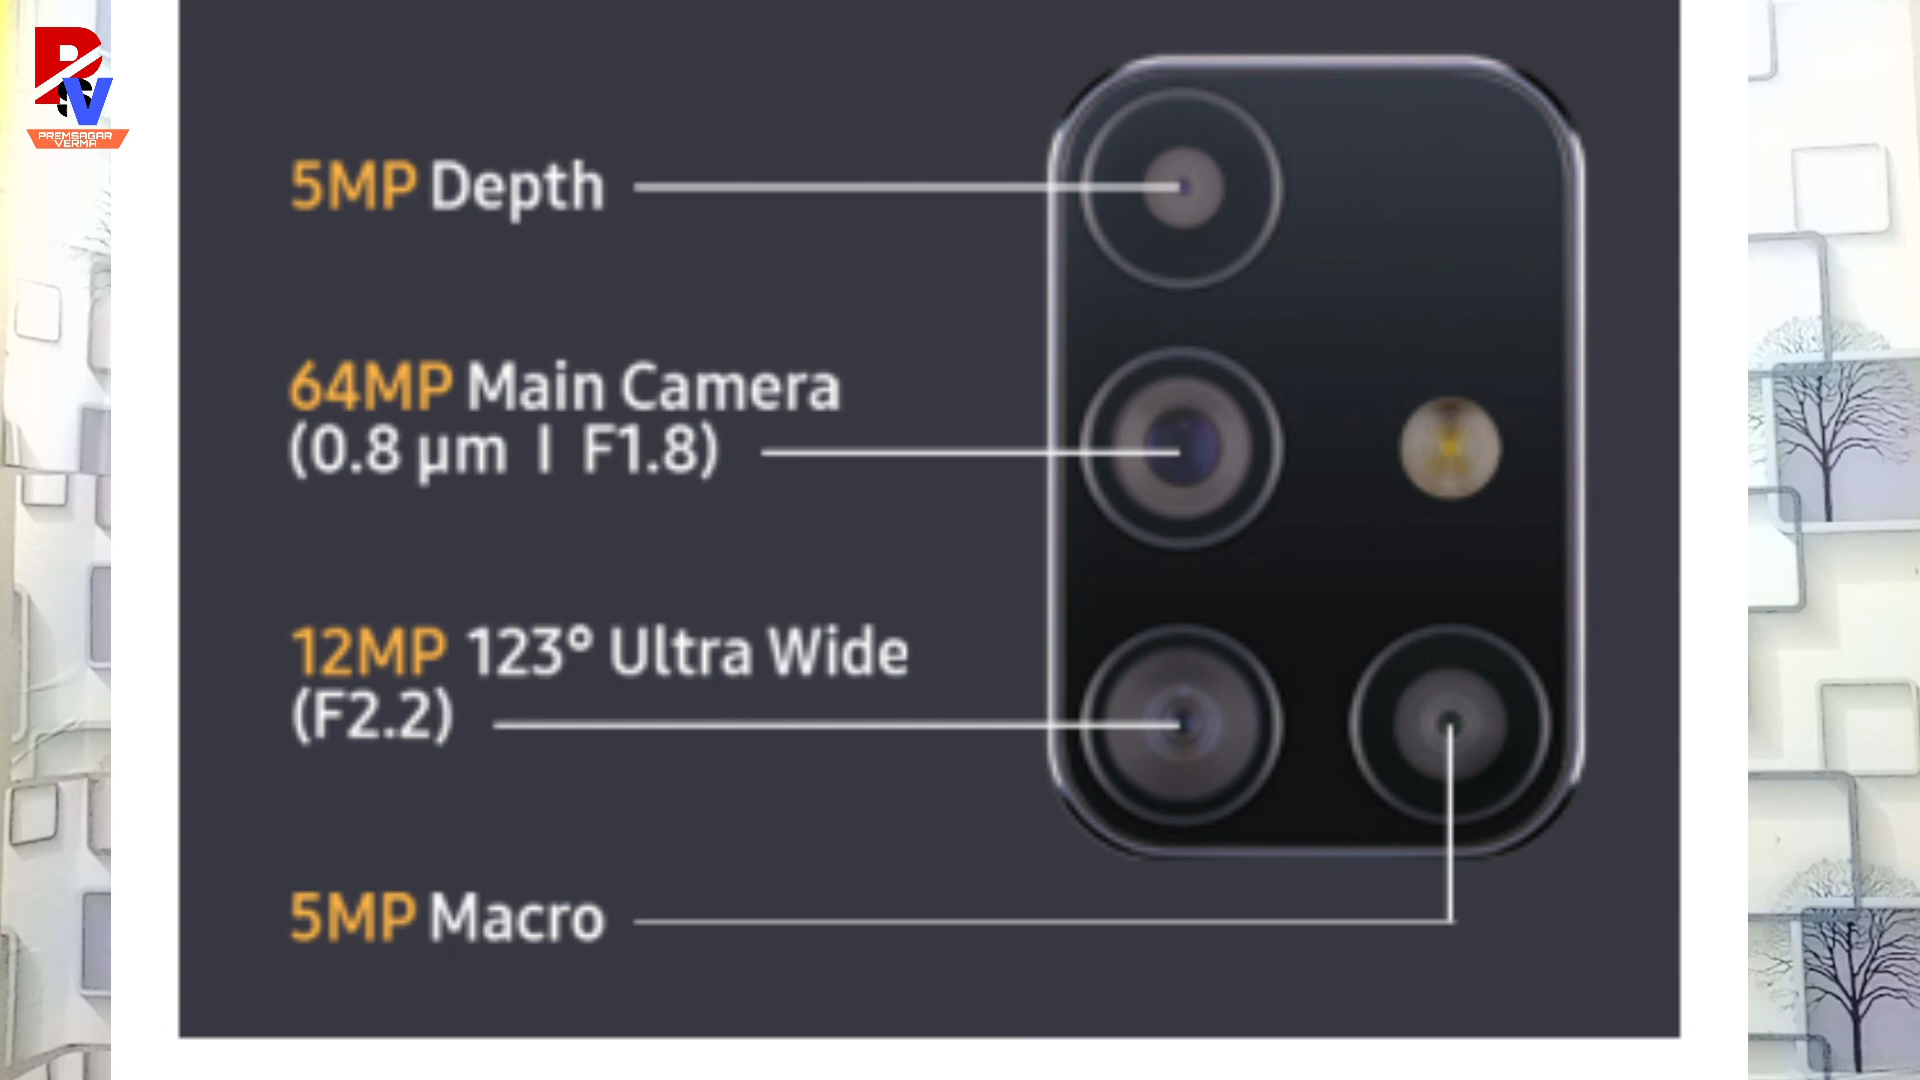 PSV
PREMSAGAR
VERMA
5MP Depth
64MP Main Camera
(0.8 µm | F1.8)
12MP 123° Ultra Wide
(F2.2)
5MP Macro